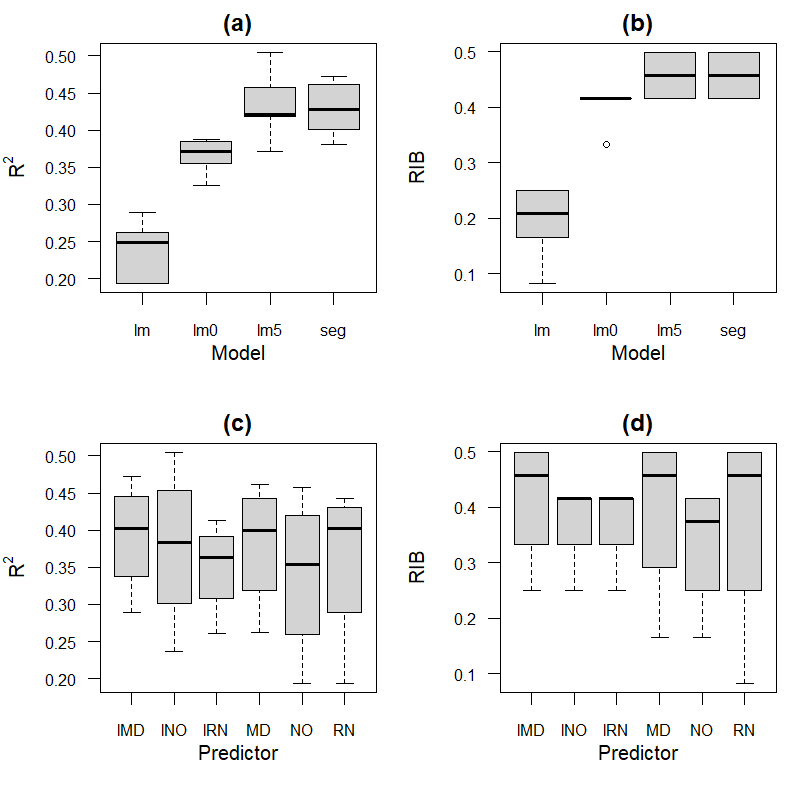 (a)
R²
0.50
0.45
0.40
0.35
0.30
0.25
0.20
lm lm0 lm5 seg
Model
(b)
RIB
0.5
0.4
0.3
0.2
0.1
lm lm0 lm5 seg
Model
(c)
R²
0.50
0.45
0.40
0.35
0.30
0.25
0.20
IMD INO IRN MD NO RN
Predictor
(d)
RIB
0.5
0.4
0.3
0.2
0.1
IMD INO IRN MD NO RN
Predictor